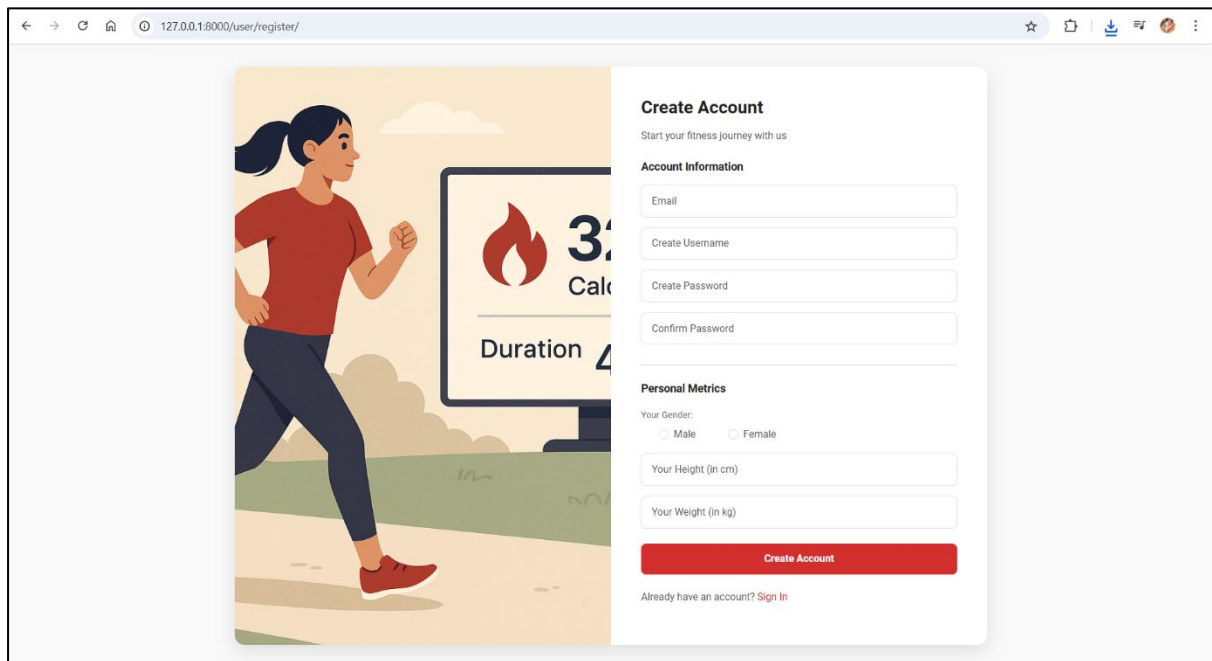 127.0.0.1:8000/user/register/
32
Calo
Duration 4
Create Account
Start your fitness journey with us
Account Information
Email
Create Username
Create Password
Confirm Password
Personal Metrics
Your Gender:
Male Female
Your Height (in cm)
Your Weight (in kg)
Create Account
Already have an account? Sign In